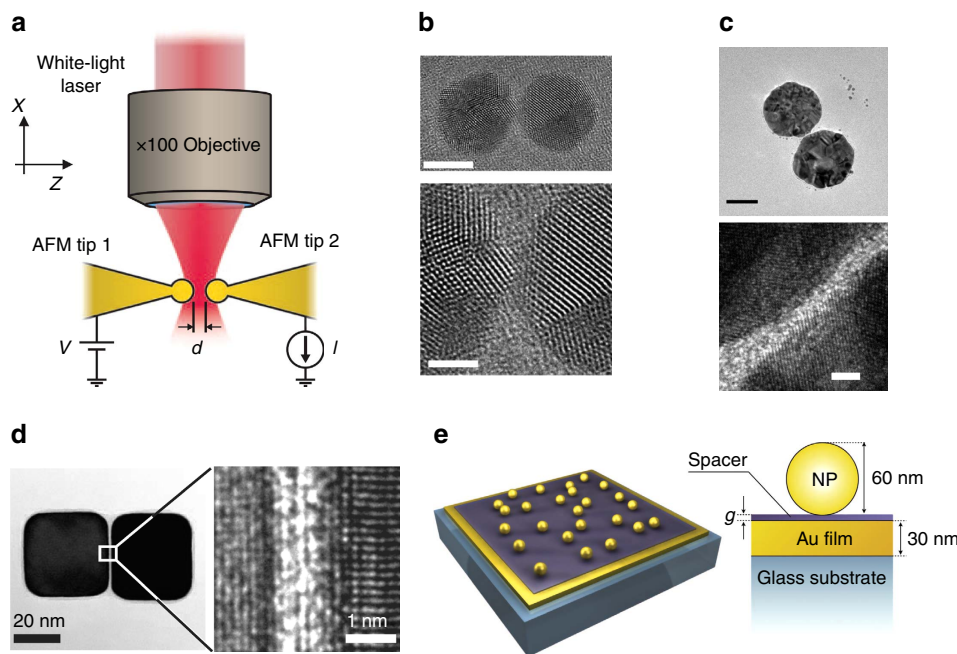 a
White-light
laser
X
Z
×100 Objective
AFM tip 1
AFM tip 2
V
d
I
b
c
d
20 nm
1 nm
e
Spacer
NP
60 nm
g
Au film
30 nm
Glass substrate